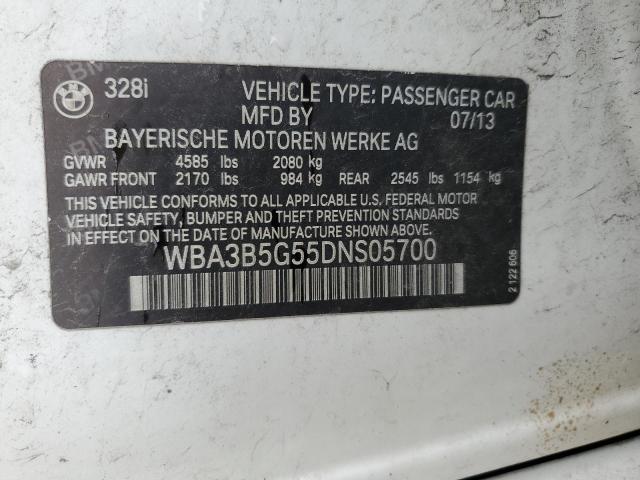 BMW 328i VEHICLE TYPE: PASSENGER CAR
MFD BY 07/13
BAYERISCHE MOTOREN WERKE AG
GVWR 4585 lbs 2080 kg
GAWR FRONT 2170 lbs 984 kg REAR 2545 lbs 1154 kg
THIS VEHICLE CONFORMS TO ALL APPLICABLE U.S. FEDERAL MOTOR
VEHICLE SAFETY, BUMPER AND THEFT PREVENTION STANDARDS
IN EFFECT ON THE DATE OF MANUFACTURE SHOWN ABOVE.
WBA3B5G55DNS05700
2 122 606